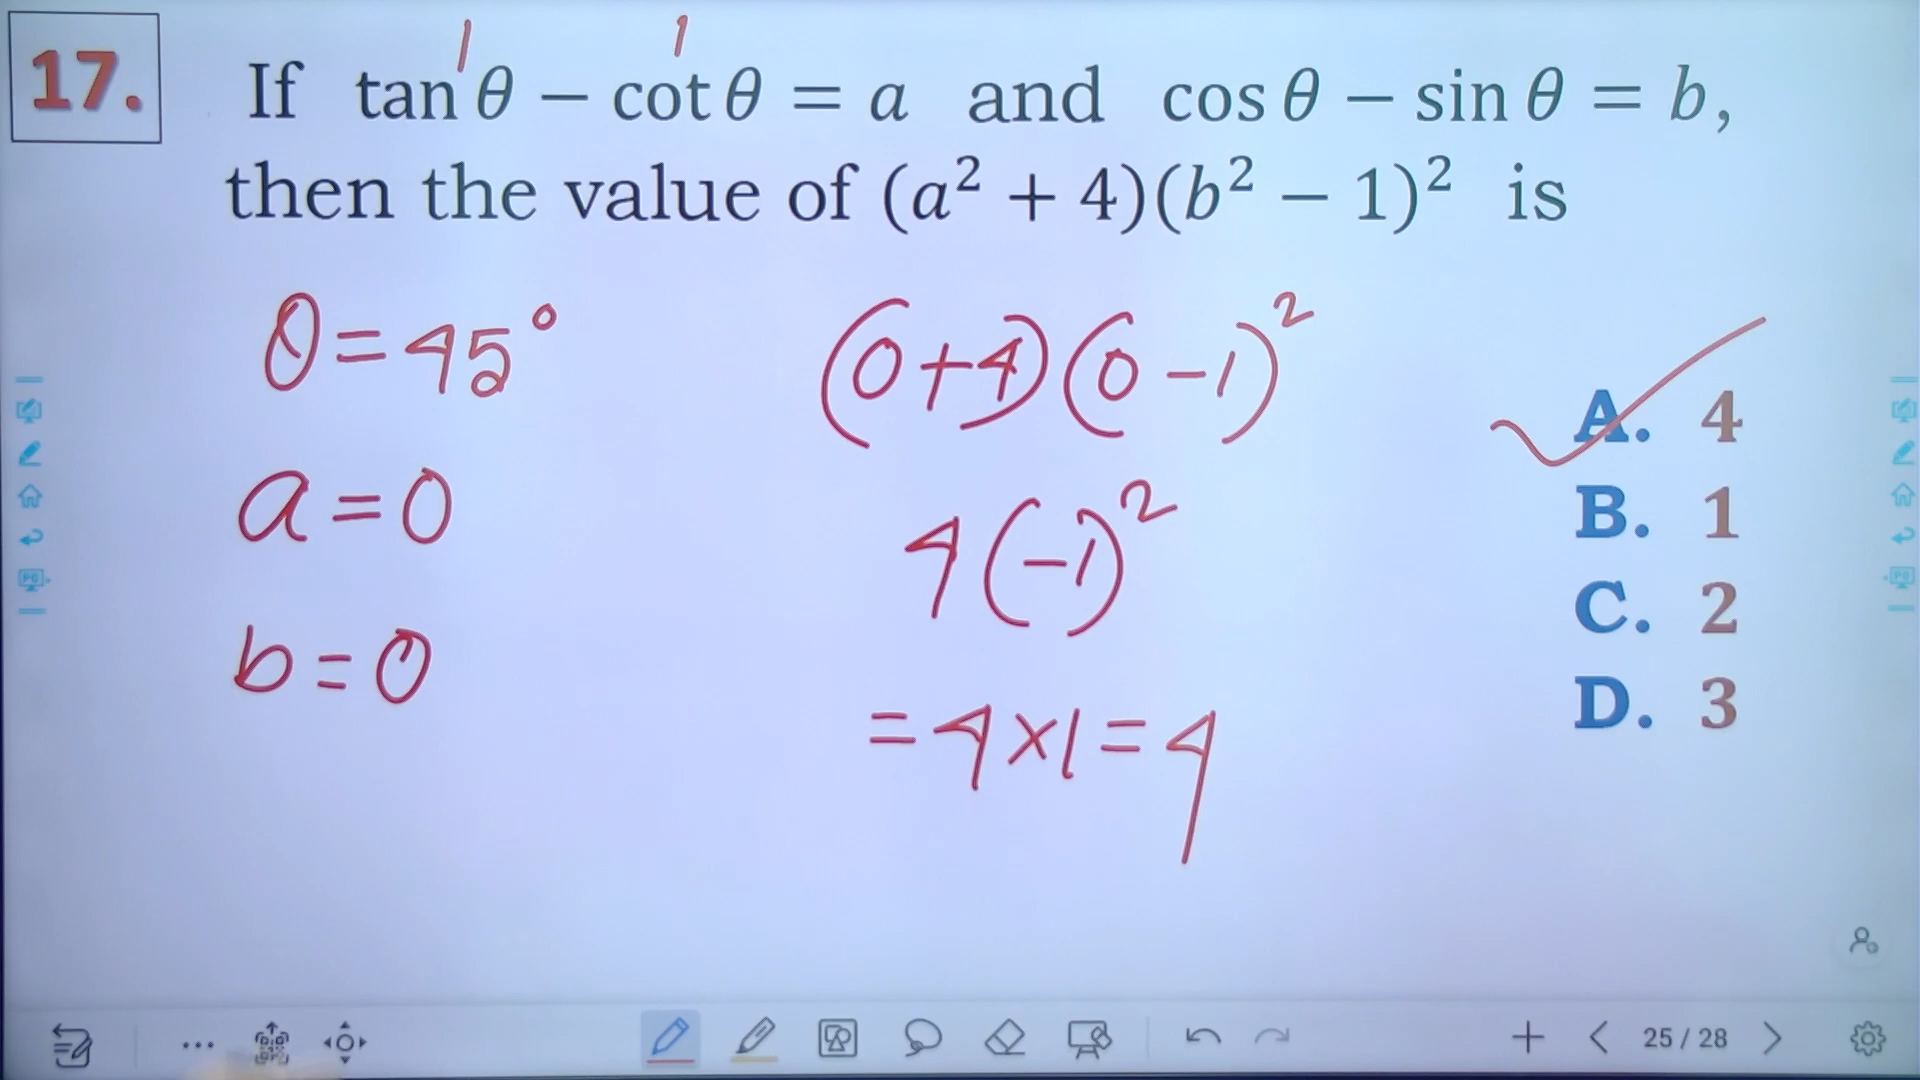 17.
1 1
If tan θ − cot θ = a and cos θ − sin θ = b,
then the value of (a² + 4)(b² − 1)² is
θ = 45°
a = 0
b = 0
(0+4)(0-1)²
4(-1)²
= 4×1 = 4
A. 4
B. 1
C. 2
D. 3
PG
PG
25 / 28